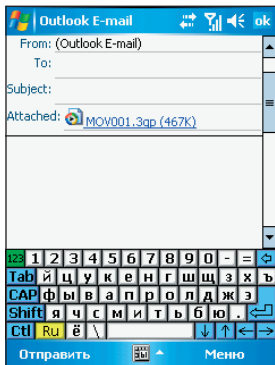 Outlook E-mail ok
From: (Outlook E-mail)
To:
Subject:
Attached: MOV001.3gp (467K)
123 1 2 3 4 5 6 7 8 9 0 - =
Tab й ц у к е н г ш щ з х ъ
CAP ф ы в а п р о л д ж э
Shift я ч с м и т ь б ю .
Ctl Ru ё \
Отправить Меню